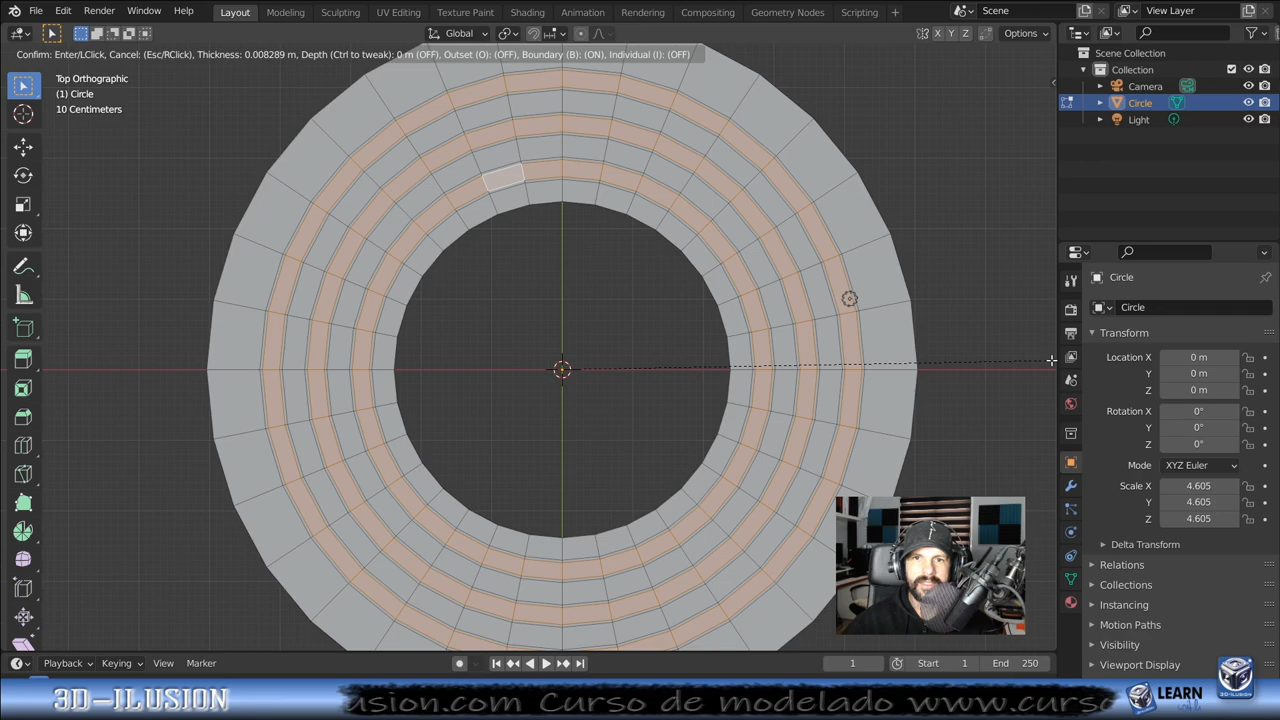 File Edit Render Window Help Layout Modeling Sculpting UV Editing Texture Paint Shading Animation Rendering Compositing Geometry Nodes Scripting + Scene View Layer
Global X Y Z Options
Confirm: Enter/LClick, Cancel: (Esc/RClick), Thickness: 0.008289 m, Depth (Ctrl to tweak): 0 m (OFF), Outset (O): (OFF), Boundary (B): (ON), Individual (I): (OFF)
Top Orthographic
(1) Circle
10 Centimeters
Scene Collection
Collection
Camera
Circle
Light
Circle
Circle
Transform
Location X 0 m
Y 0 m
Z 0 m
Rotation X 0°
Y 0°
Z 0°
Mode XYZ Euler
Scale X 4.605
Y 4.605
Z 4.605
Delta Transform
Relations
Collections
Instancing
Motion Paths
Visibility
Viewport Display
Playback Keying View Marker 1 Start 1 End 250
3D-ILUSION usion.com Curso de modelado www.curso LEARN
3D-ILUSION